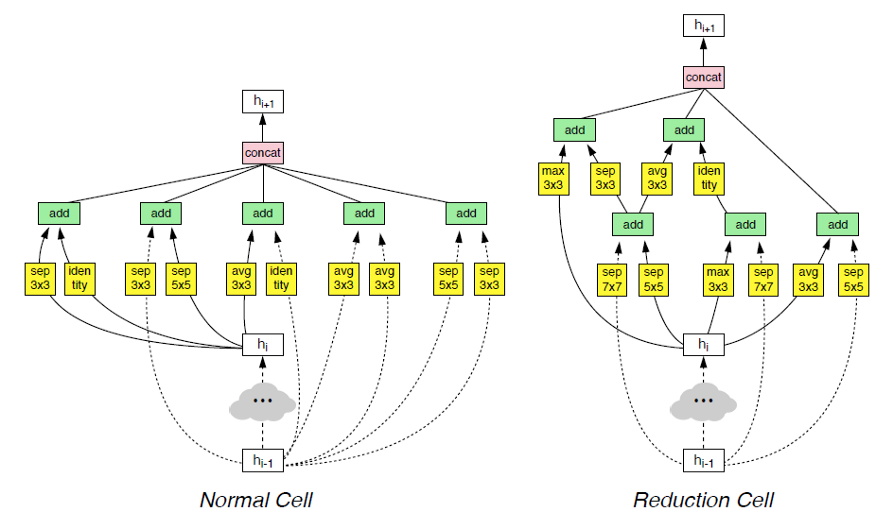 h_{i+1}
concat
add add add add add
sep 3x3
iden tity
sep 3x3
sep 5x5
avg 3x3
iden tity
avg 3x3
avg 3x3
sep 5x5
sep 3x3
h_i
...
h_{i-1}
Normal Cell
h_{i+1}
concat
add add
max 3x3
sep 3x3
avg 3x3
iden tity
add add add
sep 7x7
sep 5x5
max 3x3
sep 7x7
avg 3x3
sep 5x5
h_i
...
h_{i-1}
Reduction Cell